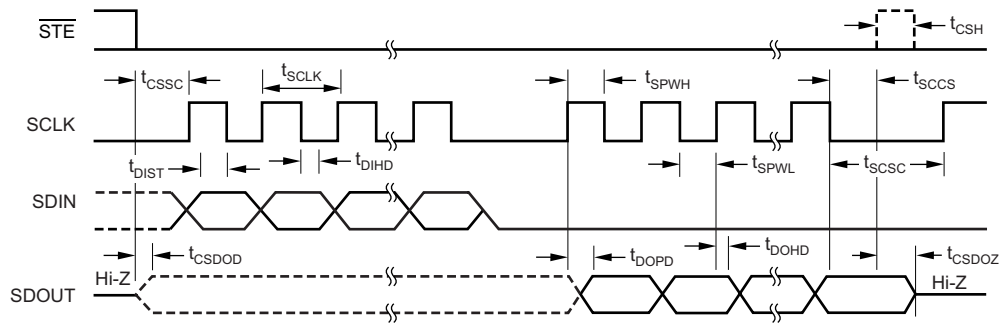 STE
tCSH
tCSSC
tSCLK
tSPWH
tSCCS
SCLK
tDIST
tDIHD
tSPWL
tSCSC
SDIN
tCSDOD
tDOPD
tDOHD
tCSDOZ
Hi-Z
Hi-Z
SDOUT